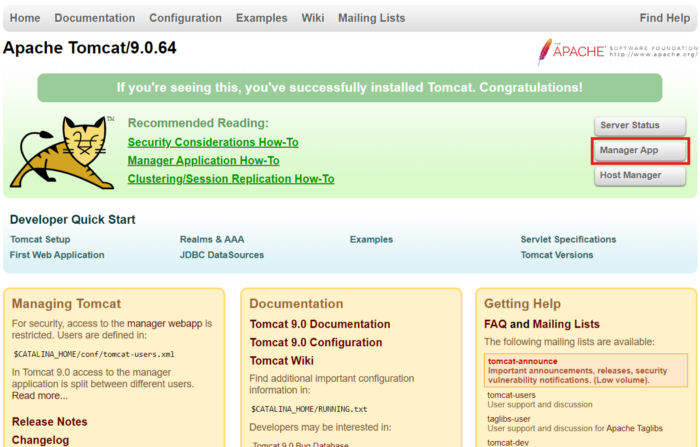 Home Documentation Configuration Examples Wiki Mailing Lists Find Help
Apache Tomcat/9.0.64
THE APACHE SOFTWARE FOUNDATION
http://www.apache.org/
If you're seeing this, you've successfully installed Tomcat. Congratulations!
TM
Recommended Reading:
Security Considerations How-To
Manager Application How-To
Clustering/Session Replication How-To
Server Status
Manager App
Host Manager
Developer Quick Start
Tomcat Setup
First Web Application
Realms & AAA
JDBC DataSources
Examples
Servlet Specifications
Tomcat Versions
Managing Tomcat
For security, access to the manager webapp is
restricted. Users are defined in:
$CATALINA_HOME/conf/tomcat-users.xml
In Tomcat 9.0 access to the manager
application is split between different users.
Read more...
Release Notes
Changelog
Documentation
Tomcat 9.0 Documentation
Tomcat 9.0 Configuration
Tomcat Wiki
Find additional important configuration
information in:
$CATALINA_HOME/RUNNING.txt
Developers may be interested in:
Tomcat 9.0 Bug Database
Getting Help
FAQ and Mailing Lists
The following mailing lists are available:
tomcat-announce
Important announcements, releases, security
vulnerability notifications. (Low volume).
tomcat-users
User support and discussion
taglibs-user
User support and discussion for Apache Taglibs
tomcat-dev